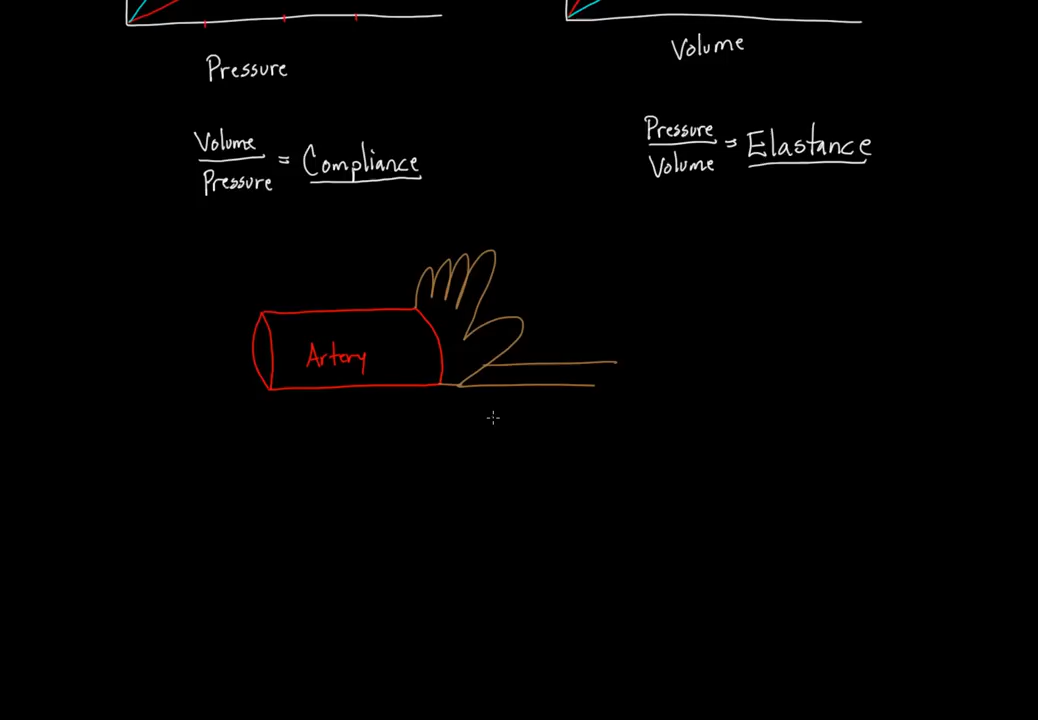 Pressure
Volume
Volume
Pressure
= Compliance
Pressure
Volume
= Elastance
Artery